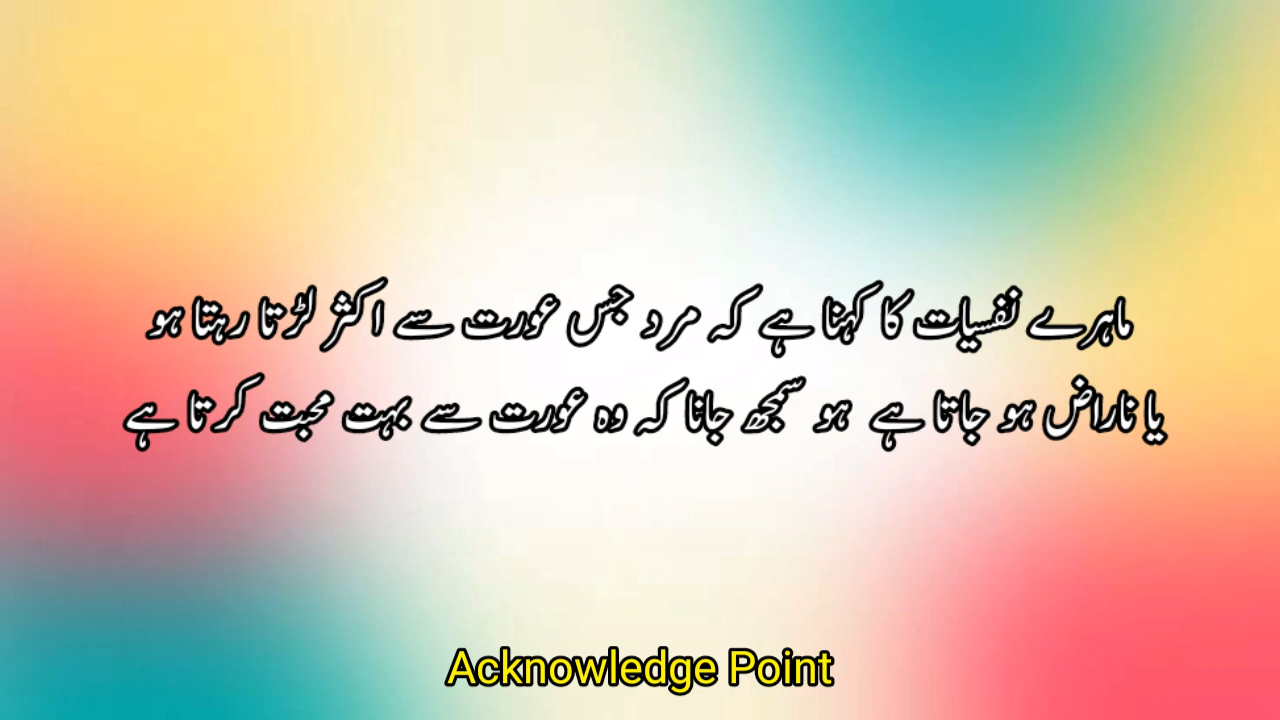 ماہرے نفسیات کا کہنا ہے کہ مرد جس عورت سے اکثر لڑتا رہتا ہو
یا ناراض ہو جاتا ہے ہو سمجھ جانا کہ وہ عورت سے بہت محبت کرتا ہے
Acknowledge Point